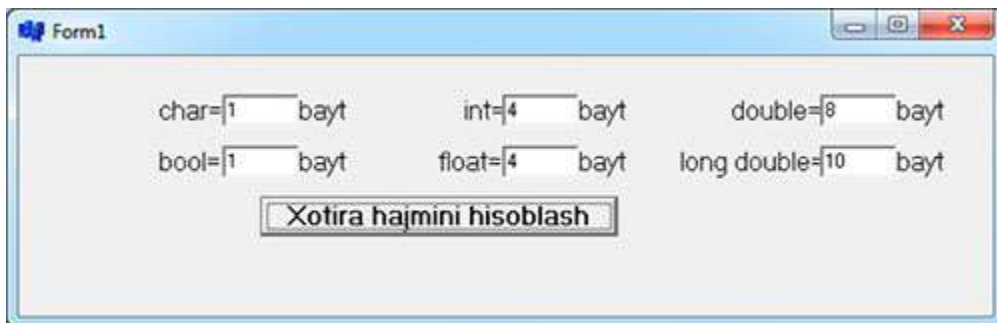 Form1
char=1 bayt int=4 bayt double=8 bayt
bool=1 bayt float=4 bayt long double=10 bayt
Xotira hajmini hisoblash